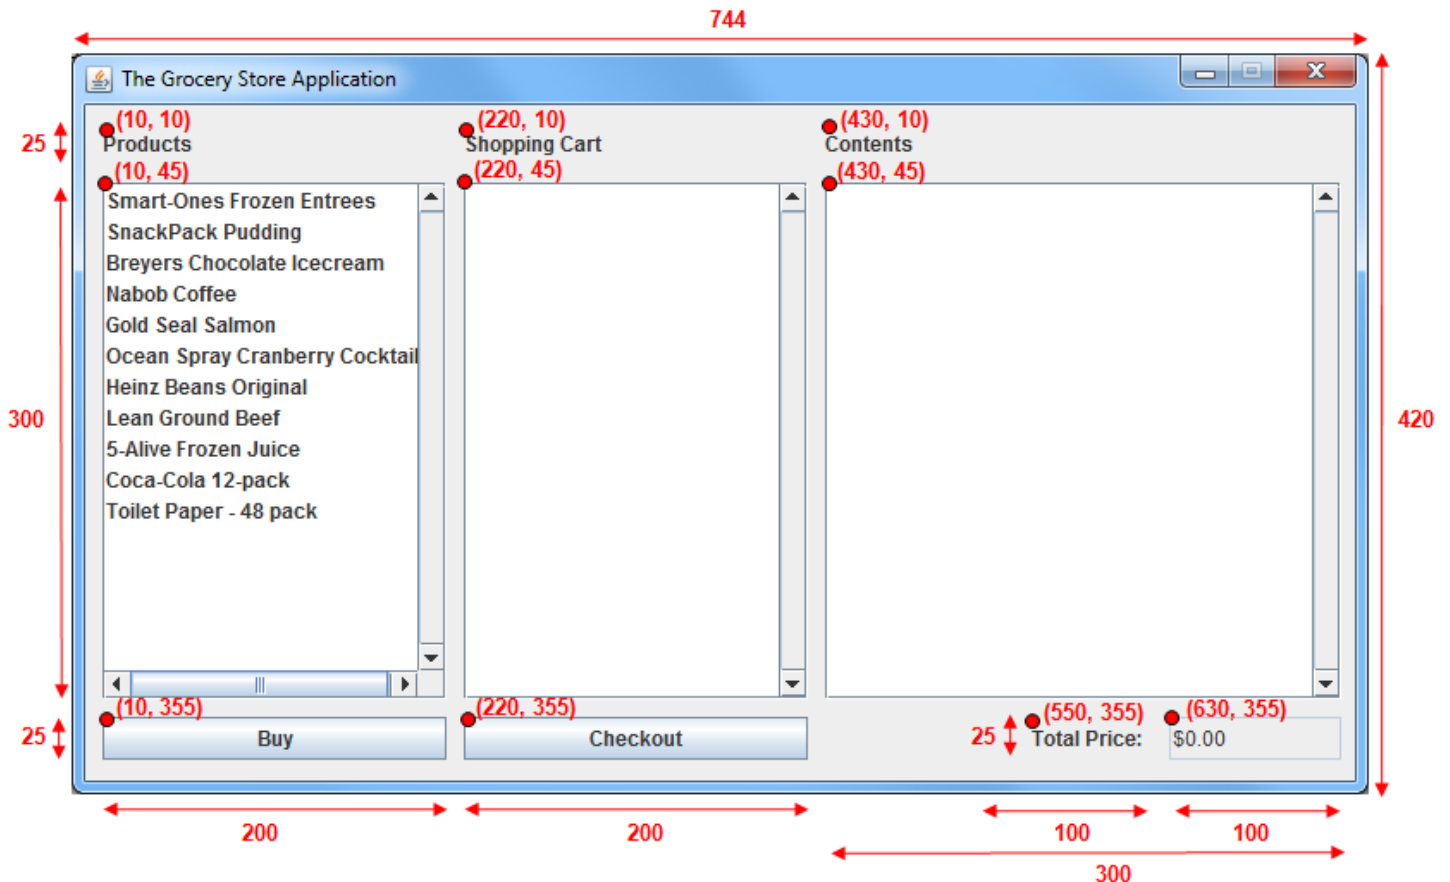 744
The Grocery Store Application
(10, 10)
(220, 10)
(430, 10)
25
Products
Shopping Cart
Contents
(10, 45)
(220, 45)
(430, 45)
Smart-Ones Frozen Entrees
SnackPack Pudding
Breyers Chocolate Icecream
Nabob Coffee
Gold Seal Salmon
Ocean Spray Cranberry Cocktail
Heinz Beans Original
300
Lean Ground Beef
420
5-Alive Frozen Juice
Coca-Cola 12-pack
Toilet Paper - 48 pack
(10, 355)
(220, 355)
(550, 355)
(630, 355)
25
Buy
Checkout
25
Total Price:
$0.00
200
200
100
100
300